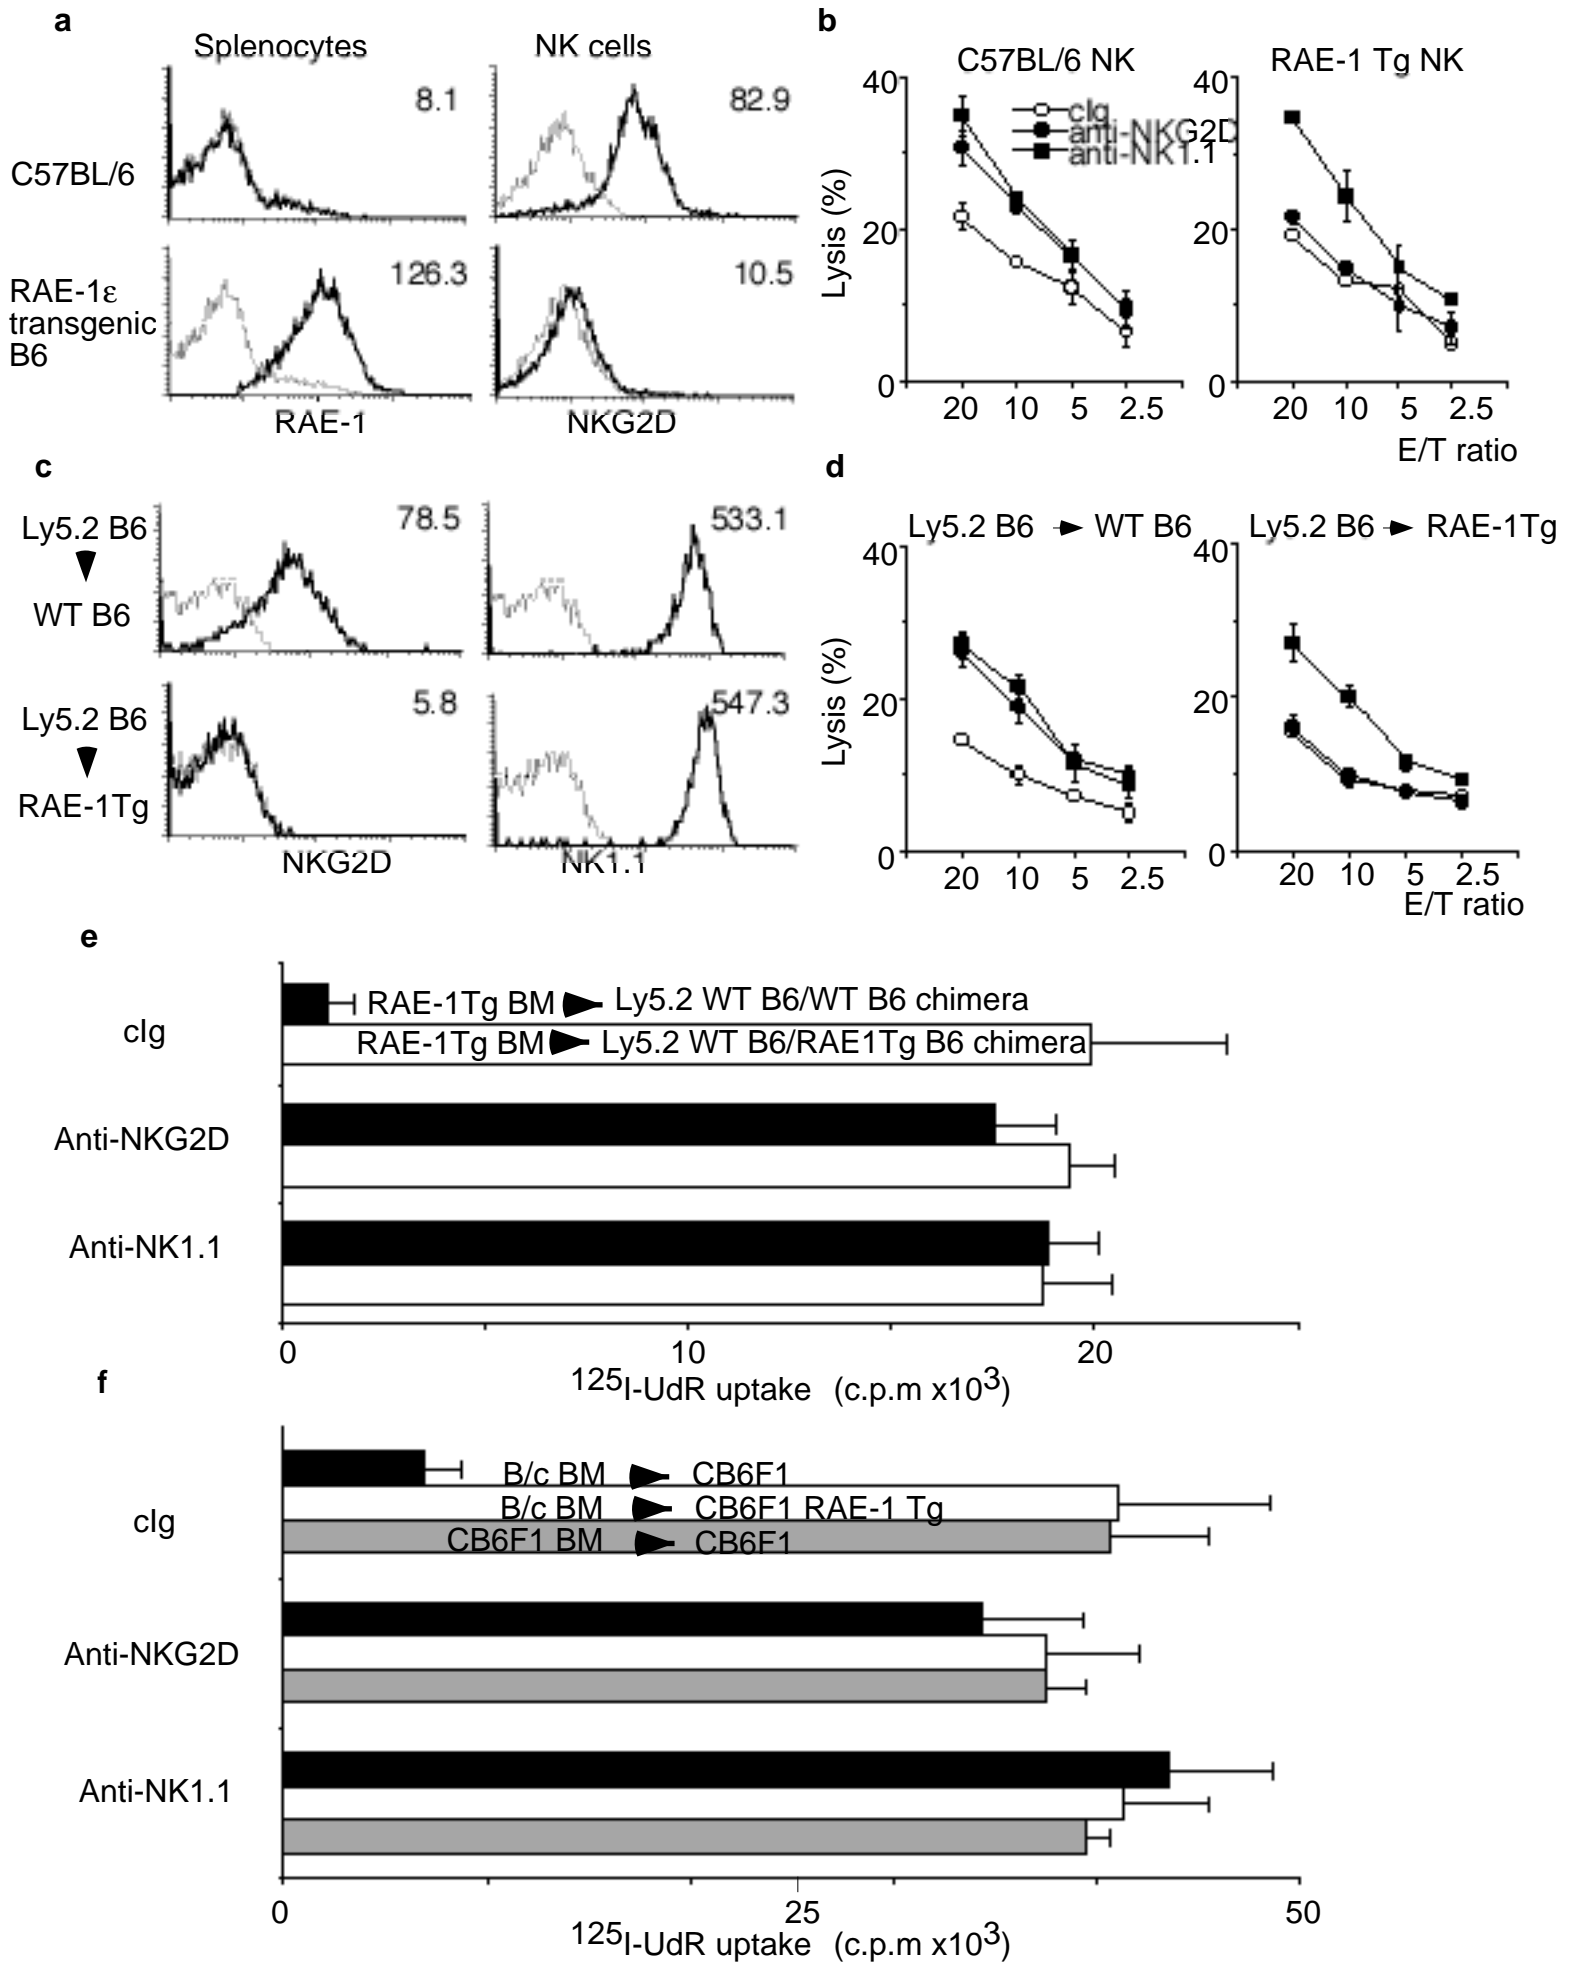 a
Splenocytes
NK cells
C57BL/6
8.1
82.9
RAE-1ε
transgenic
B6
126.3
10.5
RAE-1
NKG2D
b
C57BL/6 NK
RAE-1 Tg NK
40
20
0
Lysis (%)
cIg
anti-NKG2D
anti-NK1.1
20 10 5 2.5
40
20
0
20 10 5 2.5
E/T ratio
c
Ly5.2 B6
WT B6
78.5
533.1
Ly5.2 B6
RAE-1Tg
5.8
547.3
NKG2D
NK1.1
d
Ly5.2 B6 WT B6
Ly5.2 B6 RAE-1Tg
40
20
0
Lysis (%)
20 10 5 2.5
40
20
0
20 10 5 2.5
E/T ratio
e
cIg
RAE-1Tg BM Ly5.2 WT B6/WT B6 chimera
RAE-1Tg BM Ly5.2 WT B6/RAE1Tg B6 chimera
Anti-NKG2D
Anti-NK1.1
0 10 20
125I-UdR uptake (c.p.m x10³)
f
cIg
B/c BM CB6F1
B/c BM CB6F1 RAE-1 Tg
CB6F1 BM CB6F1
Anti-NKG2D
Anti-NK1.1
0 25 50
125I-UdR uptake (c.p.m x10³)